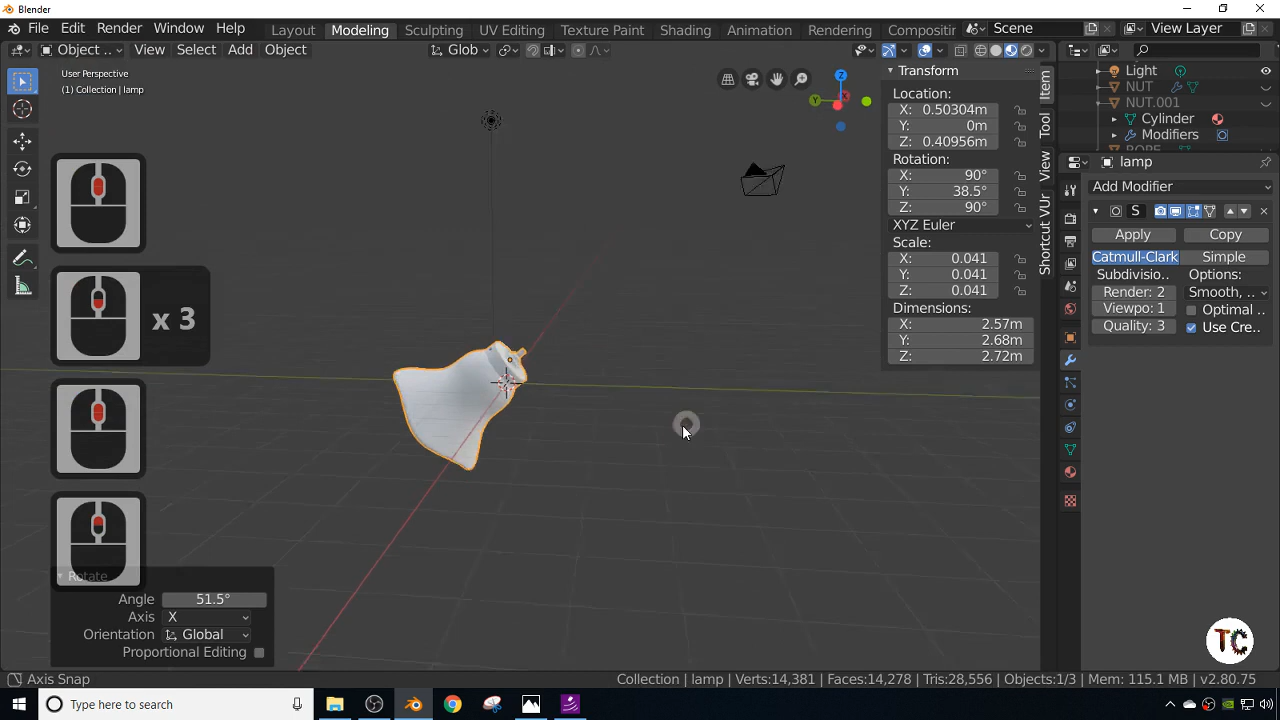 Blender
File Edit Render Window Help Layout Modeling Sculpting UV Editing Texture Paint Shading Animation Rendering Compositin Scene View Layer
Object .. View Select Add Object Glob
User Perspective
(1) Collection | lamp
Z
Y
X
Transform
Location:
X: 0.50304m
Y: 0m
Z: 0.40956m
Rotation:
X: 90°
Y: 38.5°
Z: 90°
XYZ Euler
Scale:
X: 0.041
Y: 0.041
Z: 0.041
Dimensions:
X: 2.57m
Y: 2.68m
Z: 2.72m
Item
Tool
View
Shortcut VUr
Light
NUT
NUT.001
Cylinder
Modifiers
lamp
Add Modifier
S
Apply Copy
Catmull-Clark Simple
Subdivisio.. Options:
Render: 2 Smooth, ..
Viewpo: 1 Optimal ..
Quality: 3 Use Cre..
x 3
Rotate
Angle 51.5°
Axis X
Orientation Global
Proportional Editing
TC
Axis Snap Collection | lamp | Verts:14,381 | Faces:14,278 | Tris:28,556 | Objects:1/3 | Mem: 115.1 MB | v2.80.75
Type here to search